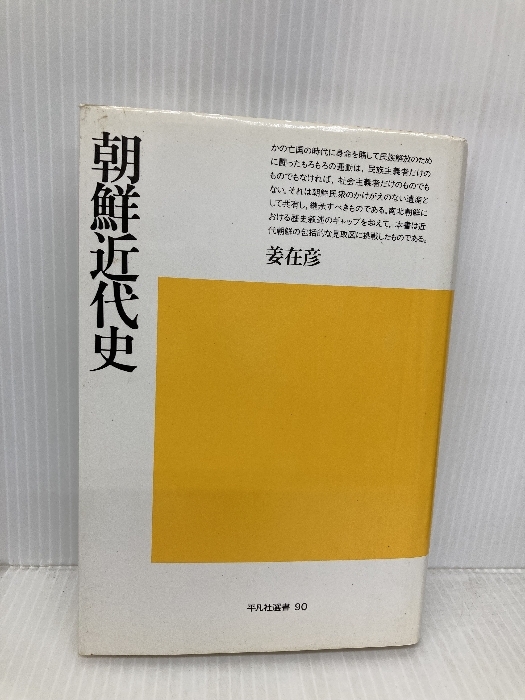 朝鮮近代史
かの亡国の時代に身命を賭して民族解放のため
に闘ったもろもろの運動は、民族主義者だけの
ものでもなければ、社会主義者だけのものでも
ない。それは朝鮮民衆のかけがえのない遺産と
して共有し、継承すべきものである。南北朝鮮に
おける歴史叙述のギャップを越えて、本書は近
代朝鮮の包括的な見取図に挑戦したものである。
姜在彦
平凡社選書 90